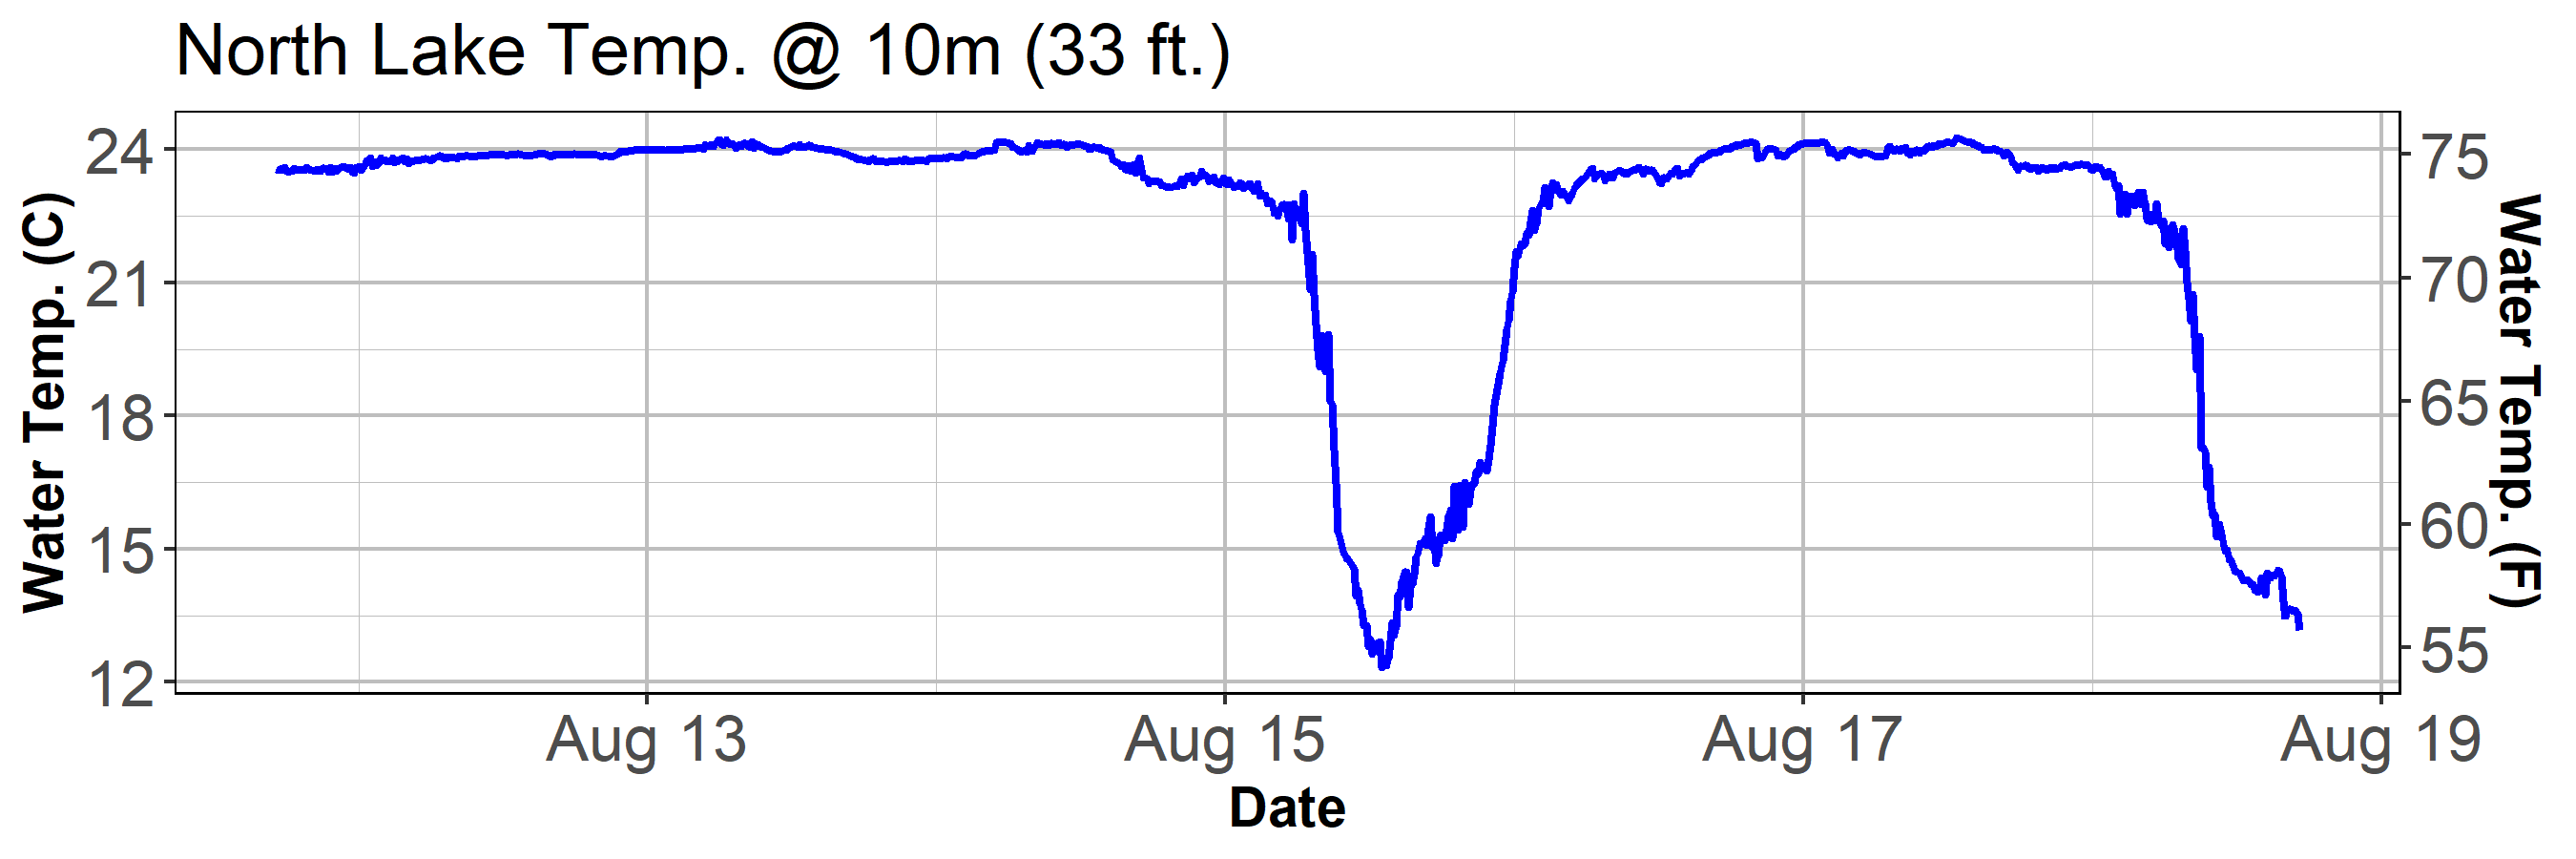 North Lake Temp. @ 10m (33 ft.)
Water Temp. (C)
24
21
18
15
12
75
70
65
60
55
Water Temp. (F)
Aug 13 Aug 15 Aug 17 Aug 19
Date